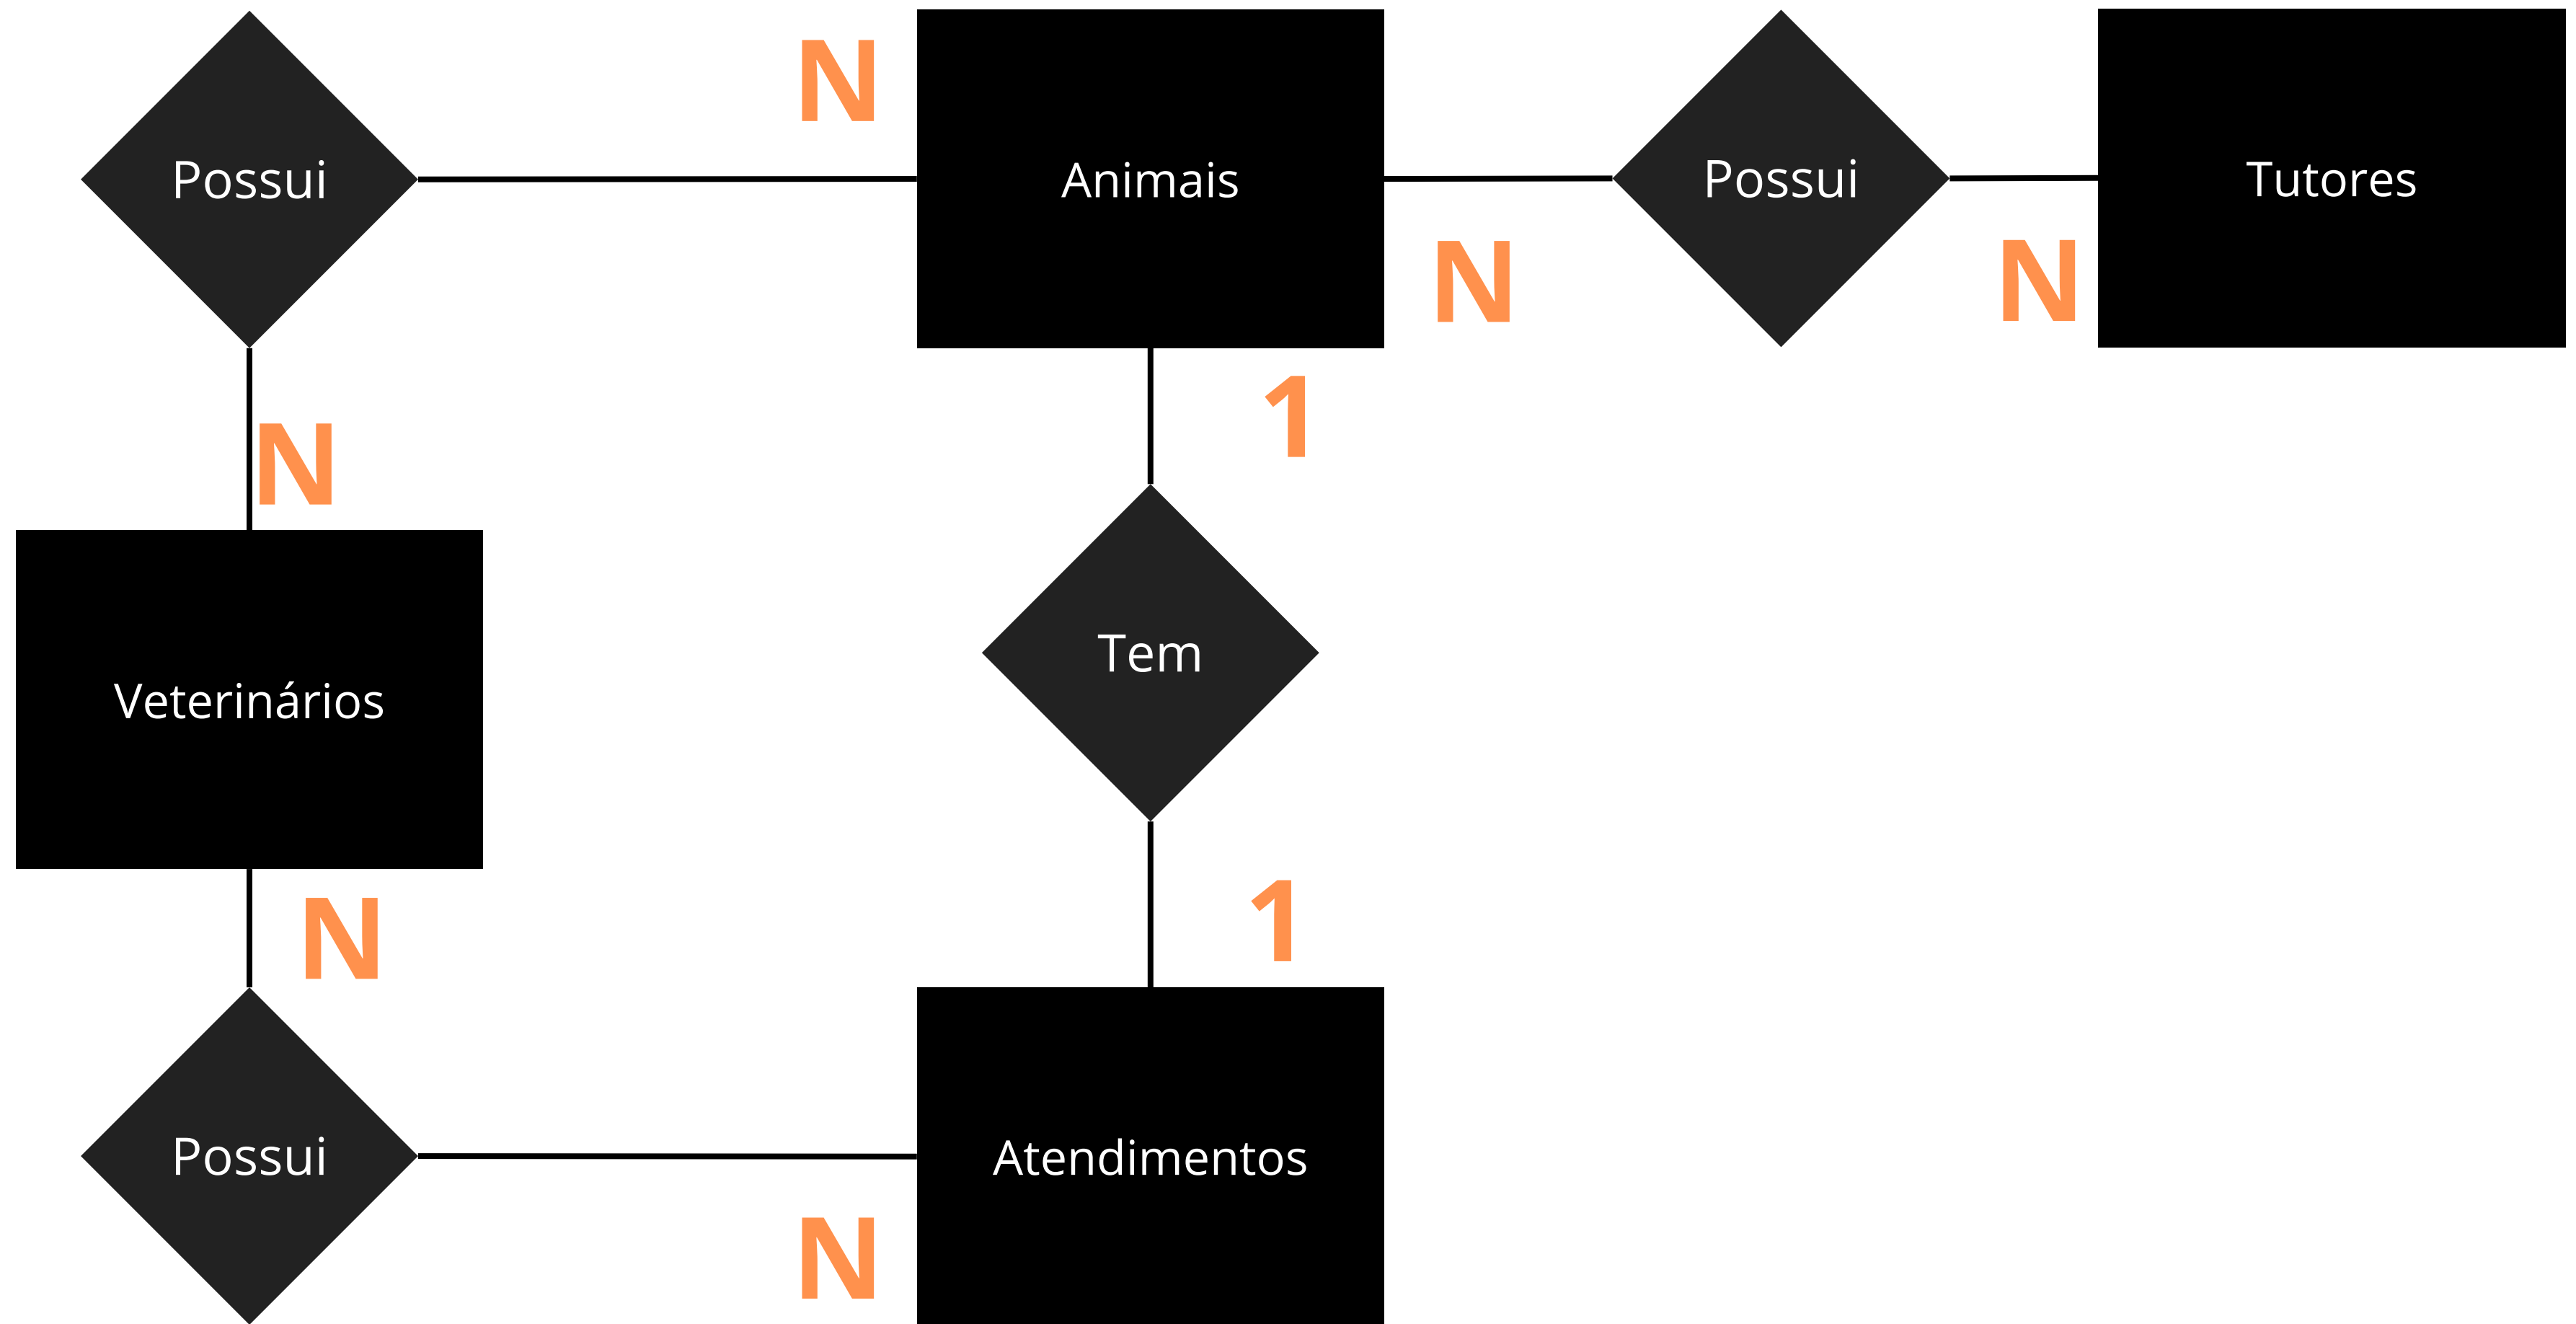 N
Possui
Animais
Possui
Tutores
N
N
1
N
Tem
Veterinários
N
1
Possui
Atendimentos
N